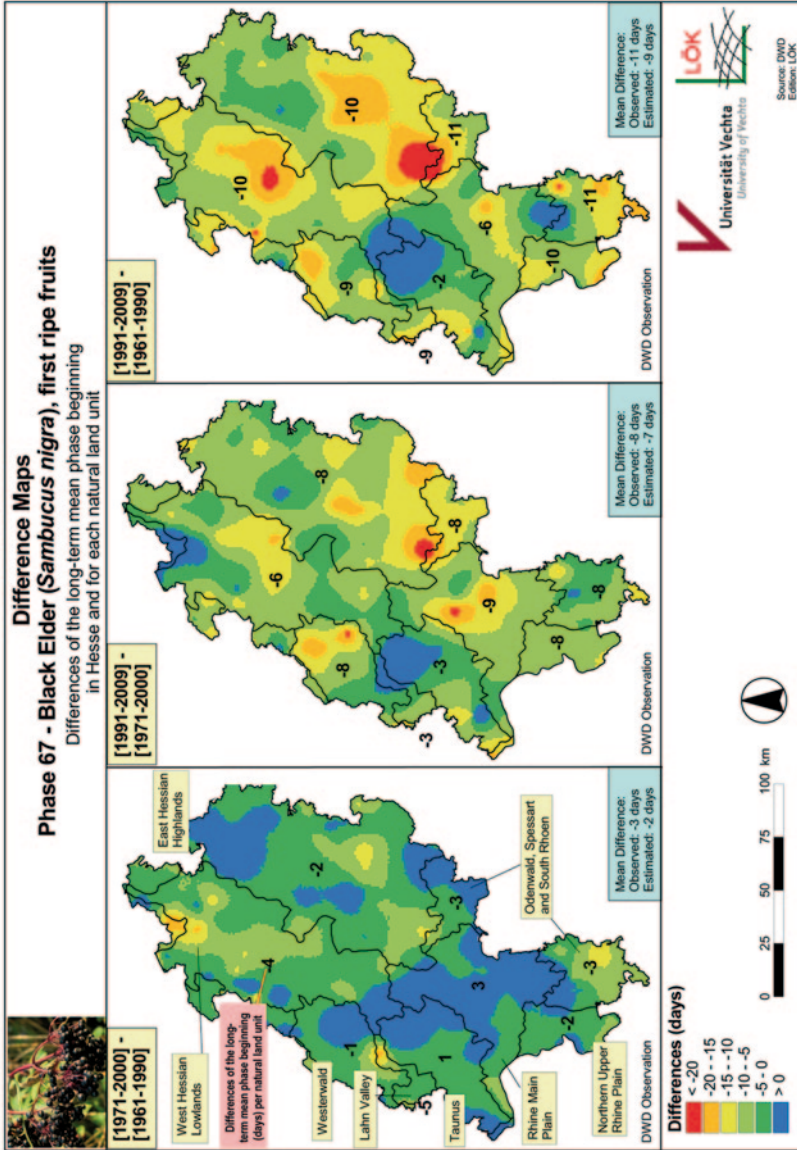 Difference Maps
Phase 67 - Black Elder (Sambucus nigra), first ripe fruits
Differences of the long-term mean phase beginning
in Hesse and for each natural land unit
[1971-2000] -
[1961-1990]
East Hessian
Highlands
West Hessian
Lowlands
Differences of the long-
term mean phase beginning
(days) per natural land unit
Westerwald
Lahn Valley
Taunus
Rhine Main
Plain
Northern Upper
Rhine Plain
Odenwald, Spessart
and South Rhoen
-4
-2
-1
-5
1
3
-3
-2
-3
DWD Observation
Mean Difference:
Observed: -3 days
Estimated: -2 days
[1991-2009] -
[1971-2000]
-6
-8
-8
-3
-3
-8
-9
-8
-8
DWD Observation
Mean Difference:
Observed: -8 days
Estimated: -7 days
[1991-2009] -
[1961-1990]
-10
-10
-9
-9
-2
-11
-6
-10
-11
DWD Observation
Mean Difference:
Observed: -11 days
Estimated: -9 days
Differences (days)
< -20
-20 - -15
-15 - -10
-10 - -5
-5 - 0
> 0
0 25 50 75 100 km
Universität Vechta
University of Vechta
LÖK
Source: DWD
Edition: LÖK